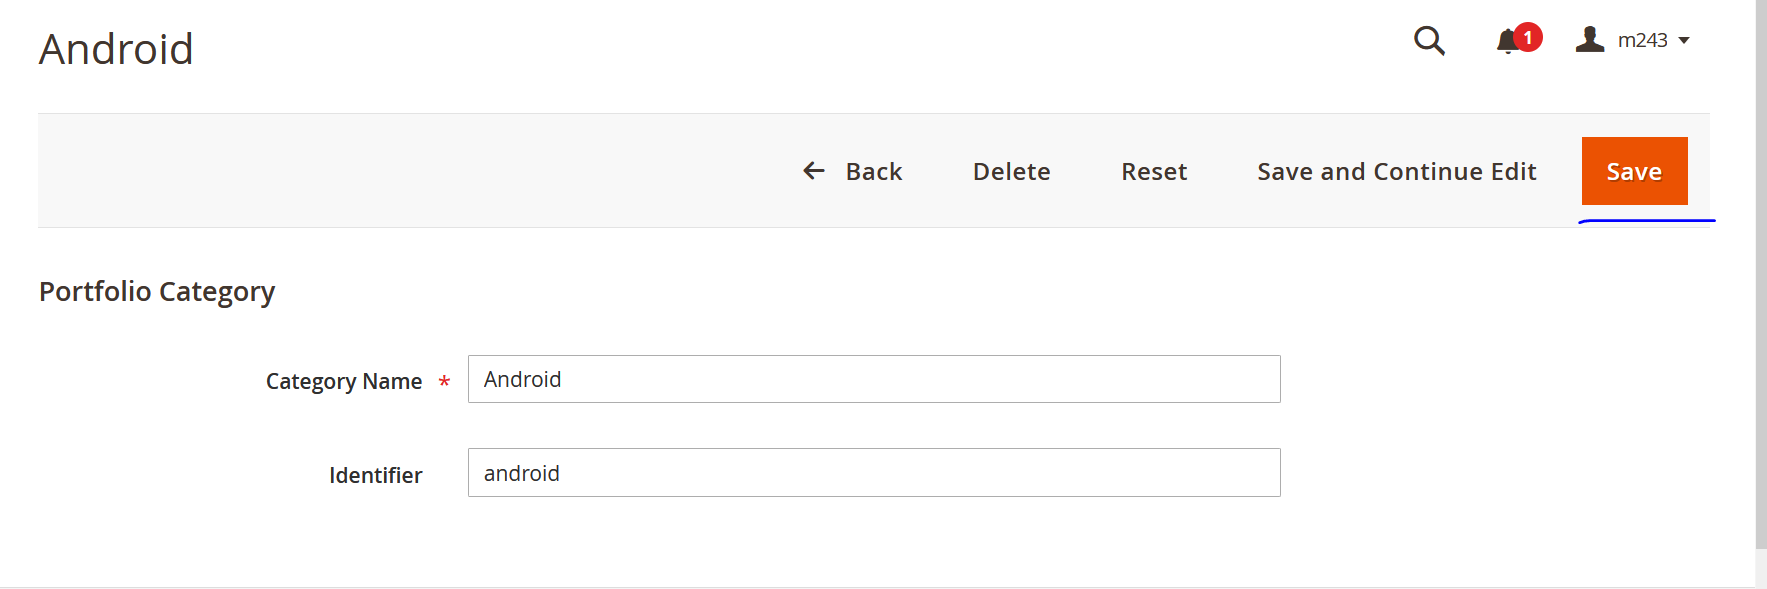 Android
1
m243
Back Delete Reset Save and Continue Edit Save
Portfolio Category
Category Name * Android
Identifier android